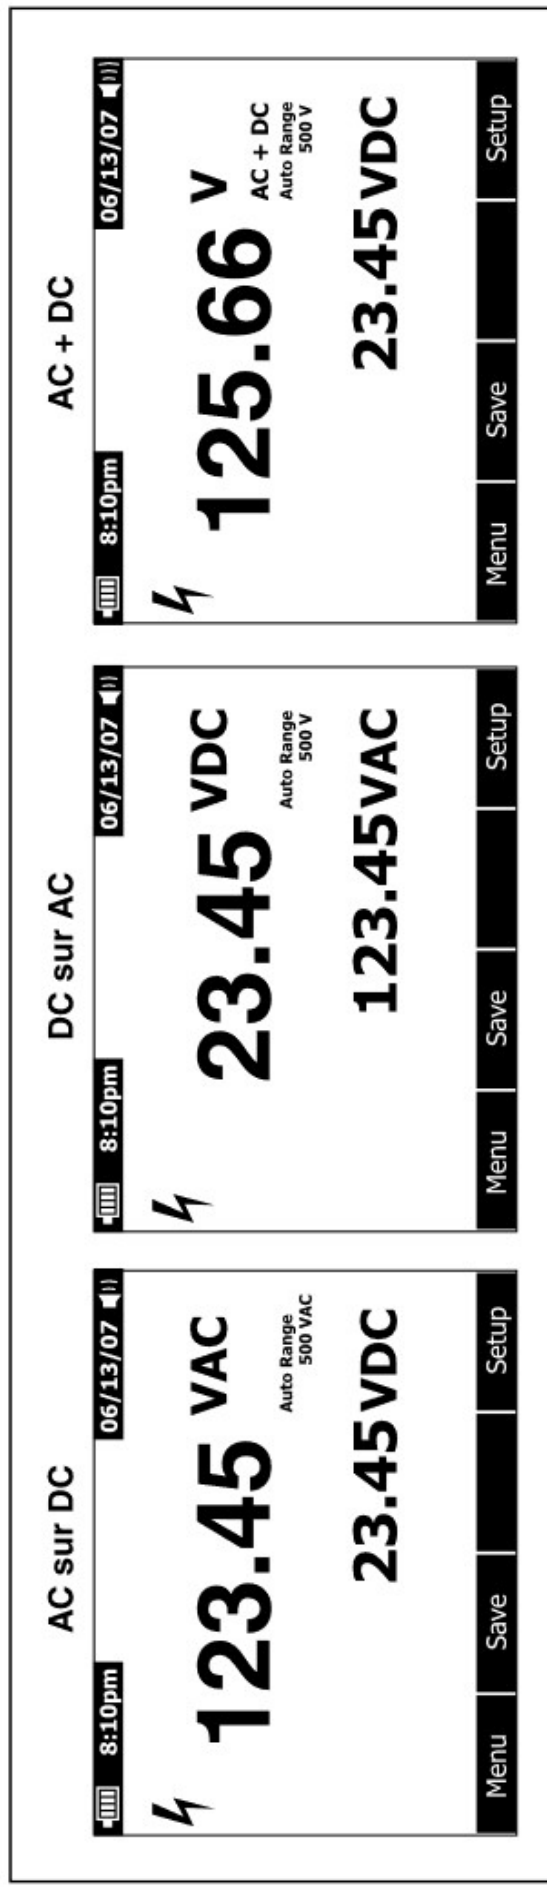 AC sur DC
8:10pm 06/13/07
123.45 VAC
Auto Range
500 VAC
23.45 VDC
Menu Save Setup
DC sur AC
8:10pm 06/13/07
23.45 VDC
Auto Range
500 V
123.45 VAC
Menu Save Setup
AC + DC
8:10pm 06/13/07
125.66 V
AC + DC
Auto Range
500 V
23.45 VDC
Menu Save Setup